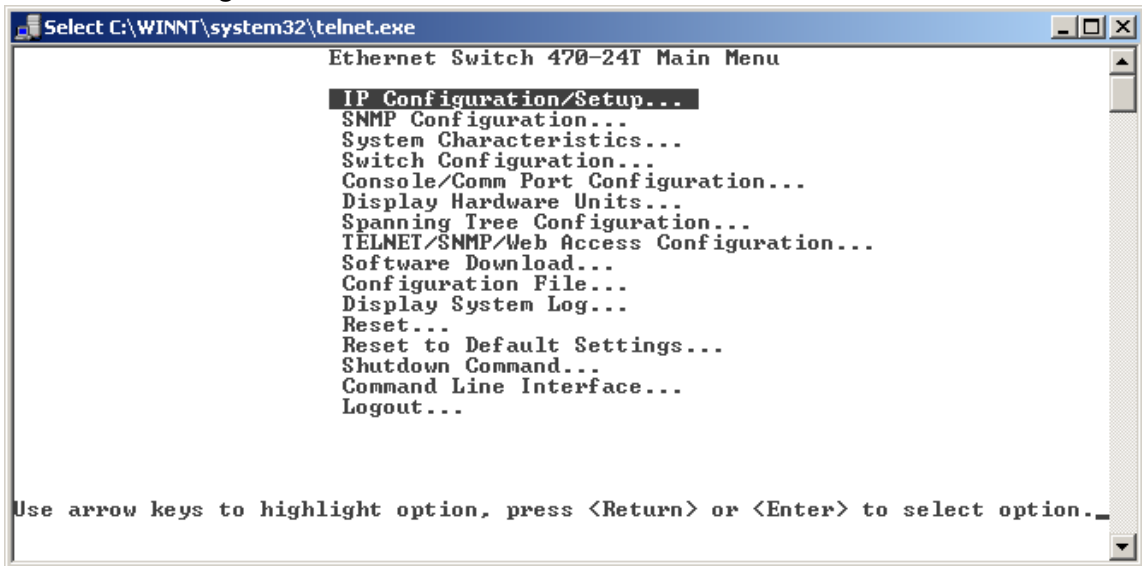 Select C:\WINNT\system32\telnet.exe
Ethernet Switch 470-24T Main Menu
IP Configuration/Setup...
SNMP Configuration...
System Characteristics...
Switch Configuration...
Console/Comm Port Configuration...
Display Hardware Units...
Spanning Tree Configuration...
TELNET/SNMP/Web Access Configuration...
Software Download...
Configuration File...
Display System Log...
Reset...
Reset to Default Settings...
Shutdown Command...
Command Line Interface...
Logout...
Use arrow keys to highlight option, press <Return> or <Enter> to select option._